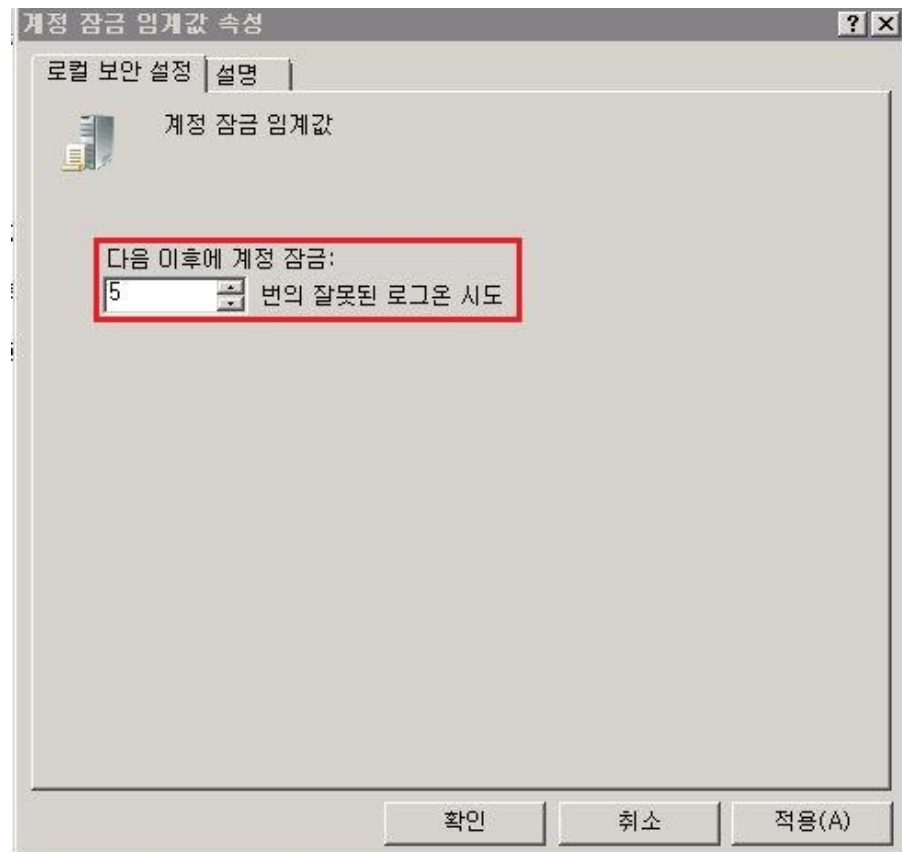 계정 잠금 임계값 속성
로컬 보안 설정 설명
계정 잠금 임계값
다음 이후에 계정 잠금:
5 번의 잘못된 로그온 시도
확인 취소 적용(A)